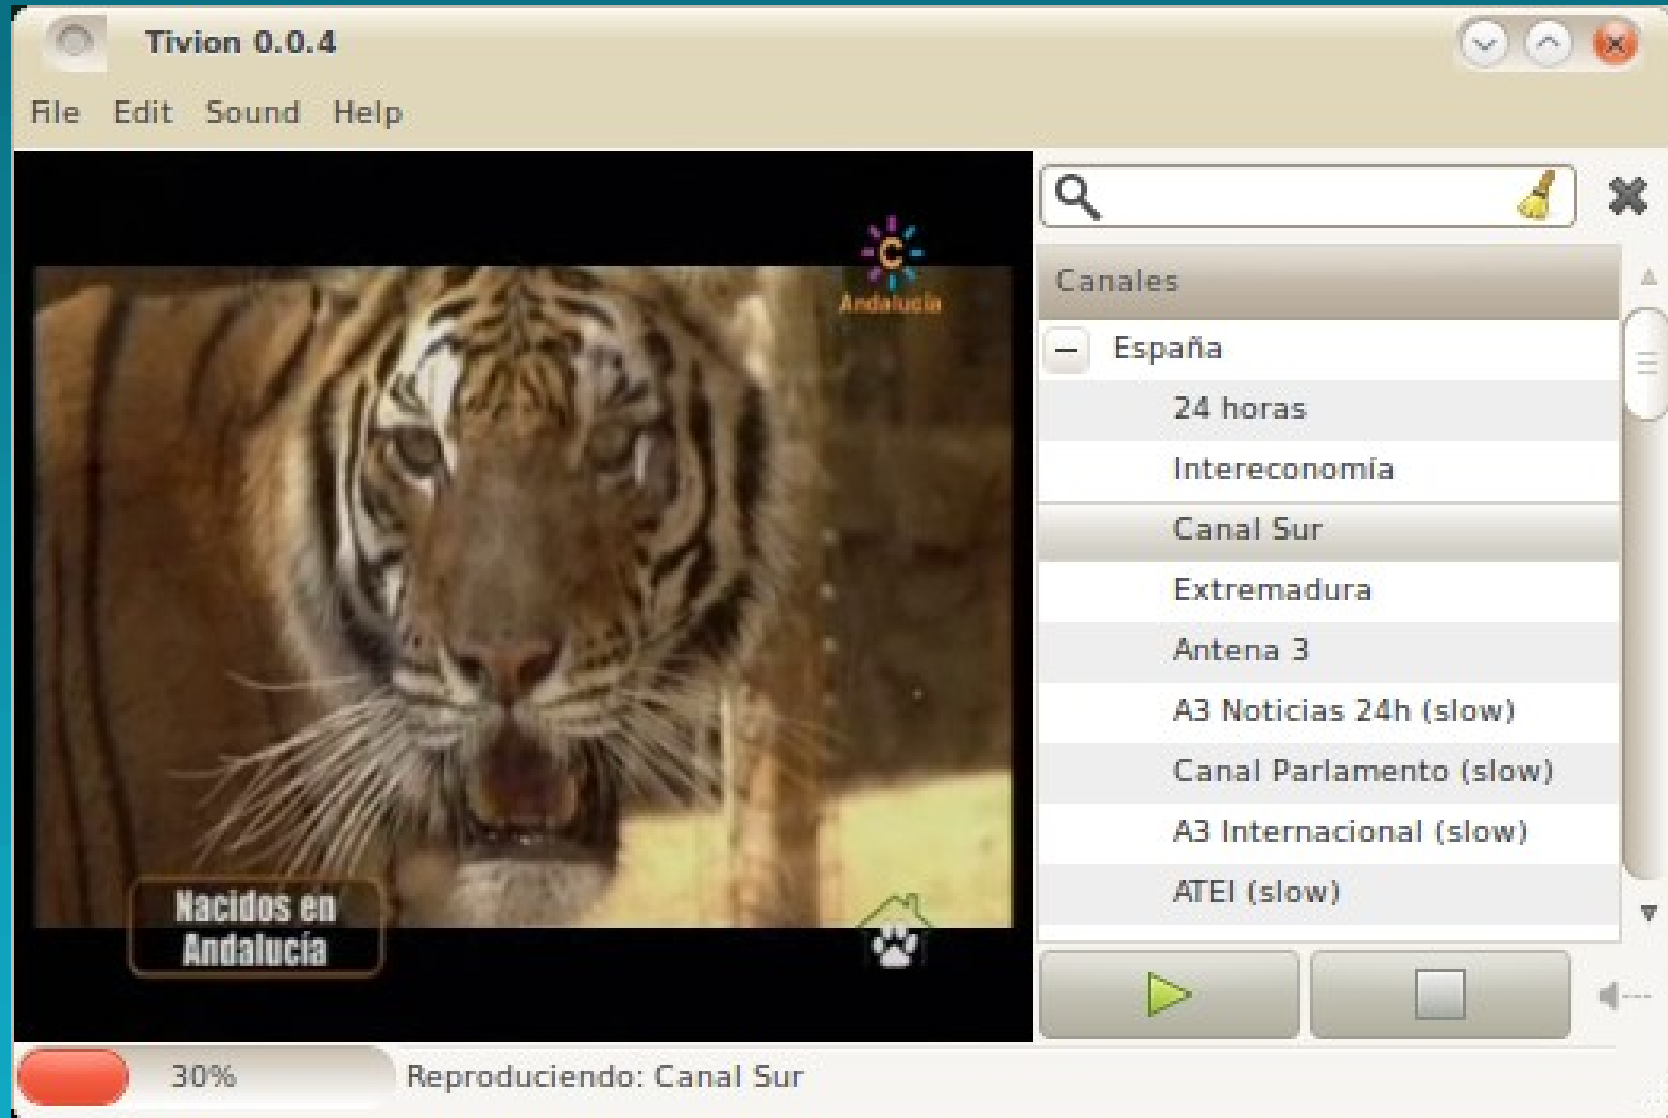 Tivion 0.0.4
File Edit Sound Help
C
Andalucía
Nacidos en
Andalucía
Canales
España
24 horas
Intereconomía
Canal Sur
Extremadura
Antena 3
A3 Noticias 24h (slow)
Canal Parlamento (slow)
A3 Internacional (slow)
ATEI (slow)
30% Reproduciendo: Canal Sur